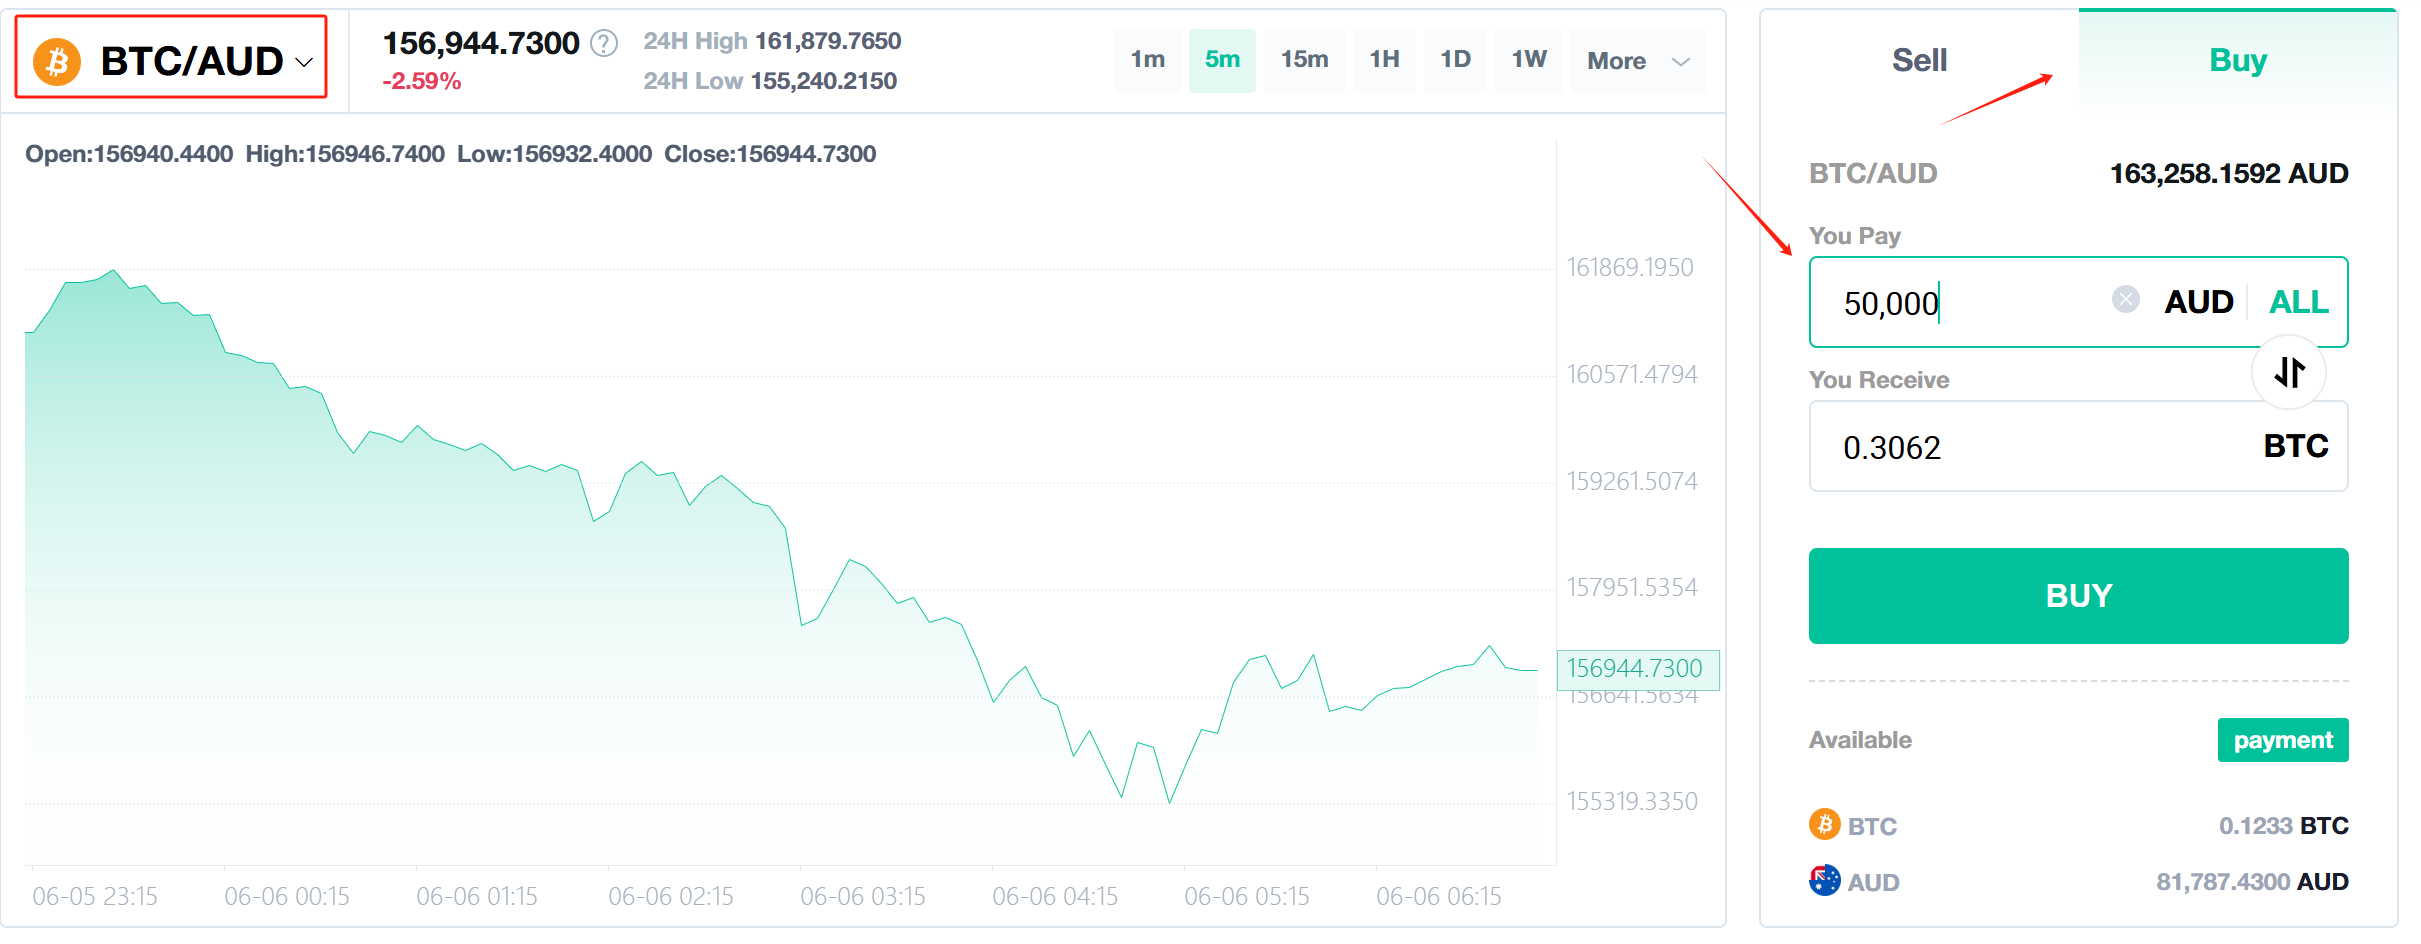 BTC/AUD
156,944.7300 ?
-2.59%
24H High 161,879.7650
24H Low 155,240.2150
1m 5m 15m 1H 1D 1W More
Open:156940.4400 High:156946.7400 Low:156932.4000 Close:156944.7300
161869.1950
160571.4794
159261.5074
157951.5354
156944.7300
156641.5634
155319.3350
06-05 23:15 06-06 00:15 06-06 01:15 06-06 02:15 06-06 03:15 06-06 04:15 06-06 05:15 06-06 06:15
Sell Buy
BTC/AUD 163,258.1592 AUD
You Pay
50,000 AUD ALL
You Receive
0.3062 BTC
BUY
Available payment
BTC 0.1233 BTC
AUD 81,787.4300 AUD